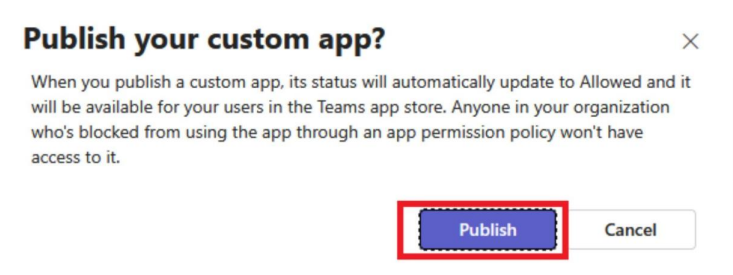 Publish your custom app?
When you publish a custom app, its status will automatically update to Allowed and it
will be available for your users in the Teams app store. Anyone in your organization
who's blocked from using the app through an app permission policy won't have
access to it.
Publish
Cancel